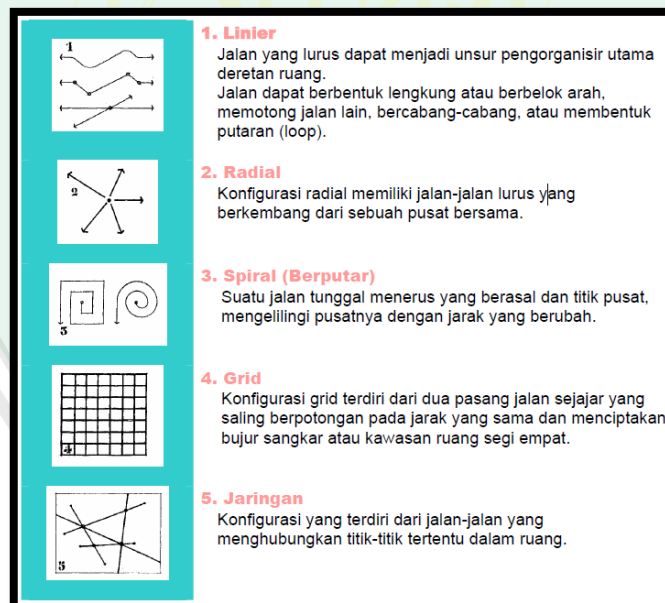 1
1. Linier
Jalan yang lurus dapat menjadi unsur pengorganisir utama
deretan ruang.
Jalan dapat berbentuk lengkung atau berbelok arah,
memotong jalan lain, bercabang-cabang, atau membentuk
putaran (loop).
2
2. Radial
Konfigurasi radial memiliki jalan-jalan lurus yang
berkembang dari sebuah pusat bersama.
3
3. Spiral (Berputar)
Suatu jalan tunggal menerus yang berasal dan titik pusat,
mengelilingi pusatnya dengan jarak yang berubah.
4
4. Grid
Konfigurasi grid terdiri dari dua pasang jalan sejajar yang
saling berpotongan pada jarak yang sama dan menciptakan
bujur sangkar atau kawasan ruang segi empat.
5
5. Jaringan
Konfigurasi yang terdiri dari jalan-jalan yang
menghubungkan titik-titik tertentu dalam ruang.